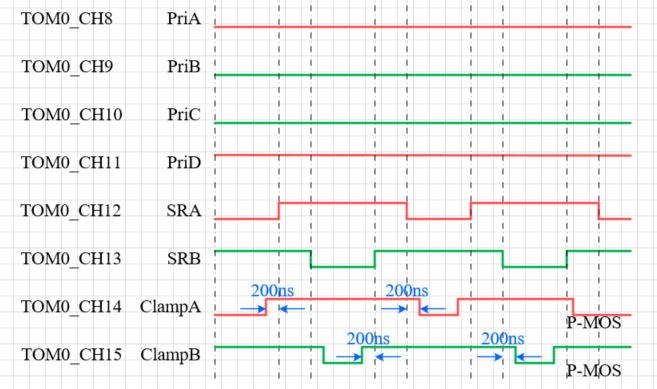 TOM0_CH8 PriA
TOM0_CH9 PriB
TOM0_CH10 PriC
TOM0_CH11 PriD
TOM0_CH12 SRA
TOM0_CH13 SRB
200ns 200ns
TOM0_CH14 ClampA
P-MOS
200ns 200ns
TOM0_CH15 ClampB
P-MOS